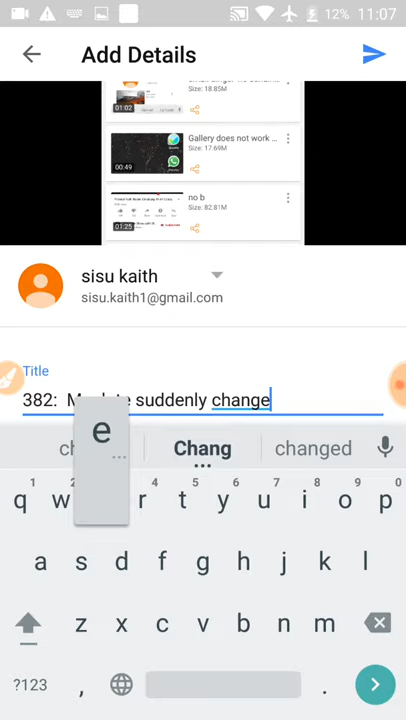 12% 11:07
Add Details
Size: 18.85M
01:02
Gallery does not work ...
Size: 17.69M
00:49
no b
Size: 82.81M
01:25
sisu kaith
sisu.kaith1@gmail.com
Title
382: suddenly change
Chang changed
e
1 2 3 4 5 6 7 8 9 0
q w r t y u i o p
a s d f g h j k l
z x c v b n m
?123 , .